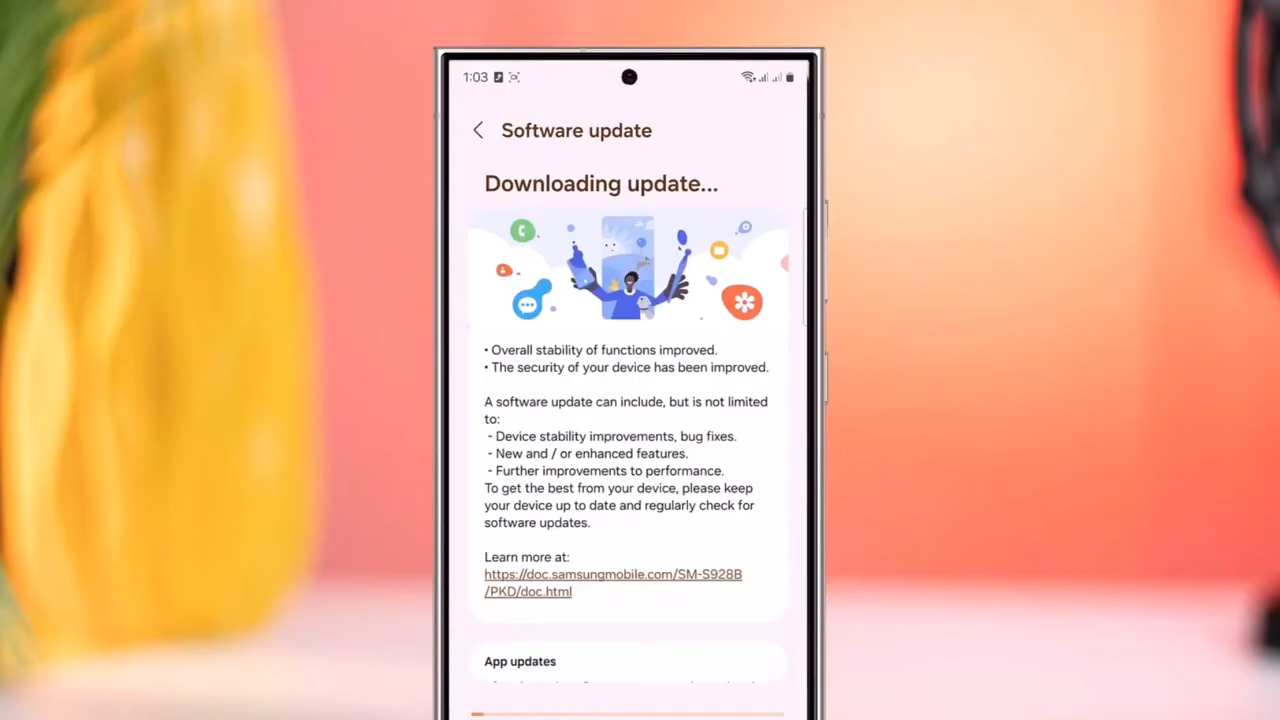 1:03
Software update
Downloading update...
• Overall stability of functions improved.
• The security of your device has been improved.
A software update can include, but is not limited
to:
- Device stability improvements, bug fixes.
- New and / or enhanced features.
- Further improvements to performance.
To get the best from your device, please keep
your device up to date and regularly check for
software updates.
Learn more at:
https://doc.samsungmobile.com/SM-S928B
/PKD/doc.html
App updates